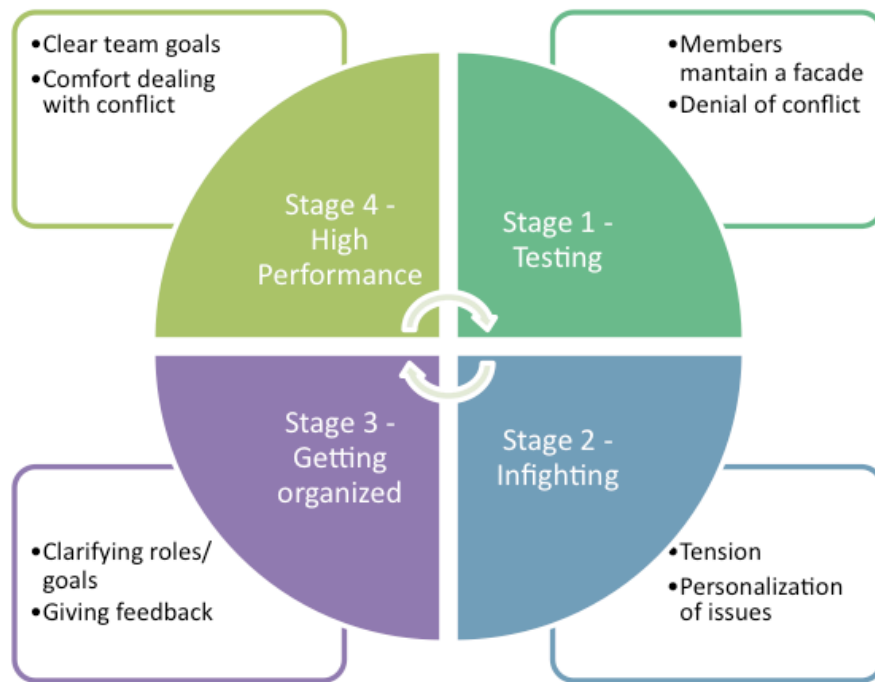 •Clear team goals
•Comfort dealing
with conflict
•Members
mantain a facade
•Denial of conflict
Stage 4 -
High
Performance
Stage 1 -
Testing
Stage 3 -
Getting
organized
Stage 2 -
Infighting
•Clarifying roles/
goals
•Giving feedback
•Tension
•Personalization
of issues